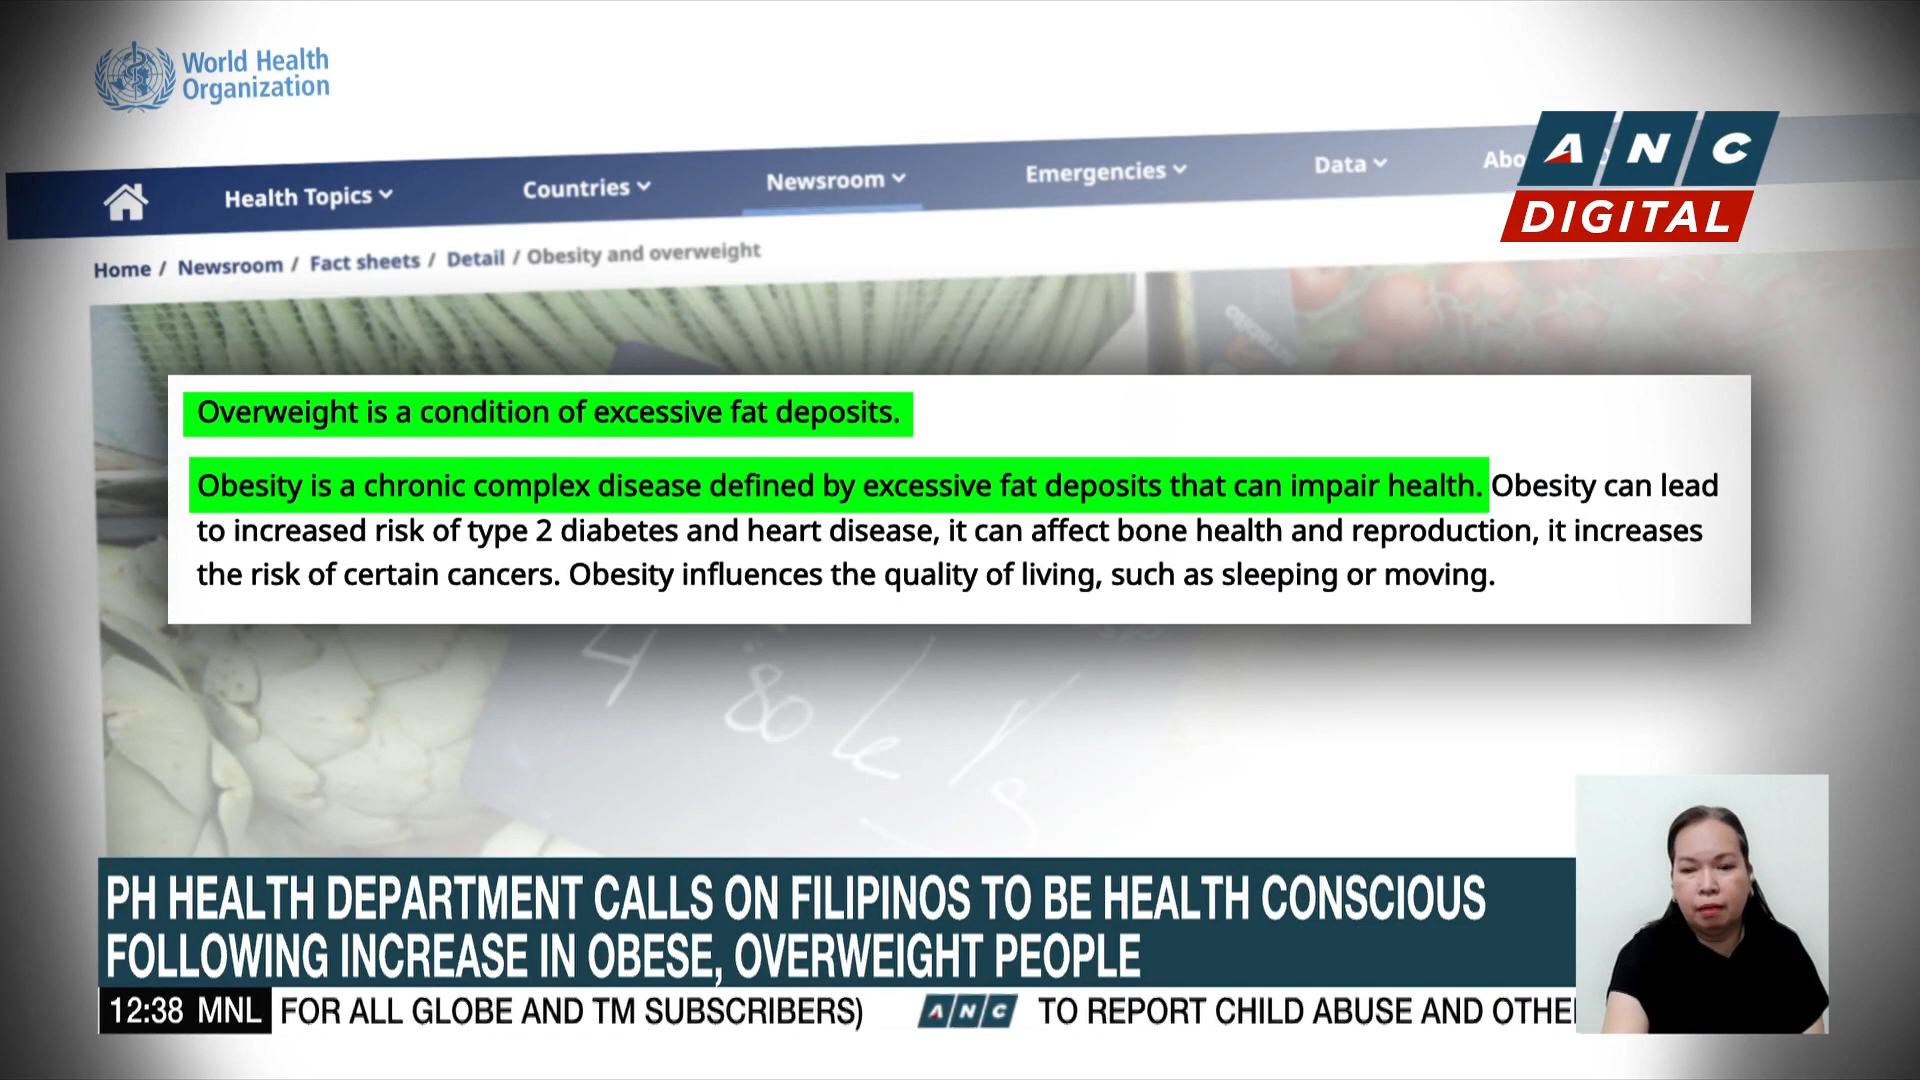 World Health
Organization
Health Topics
Countries
Newsroom
Emergencies
Data
Abo
ANC
DIGITAL
Home / Newsroom / Fact sheets / Detail / Obesity and overweight
Overweight is a condition of excessive fat deposits.
Obesity is a chronic complex disease defined by excessive fat deposits that can impair health. Obesity can lead
to increased risk of type 2 diabetes and heart disease, it can affect bone health and reproduction, it increases
the risk of certain cancers. Obesity influences the quality of living, such as sleeping or moving.
4
80 le kg
PH HEALTH DEPARTMENT CALLS ON FILIPINOS TO BE HEALTH CONSCIOUS
FOLLOWING INCREASE IN OBESE, OVERWEIGHT PEOPLE
12:38 MNL FOR ALL GLOBE AND TM SUBSCRIBERS) ANC TO REPORT CHILD ABUSE AND OTHE